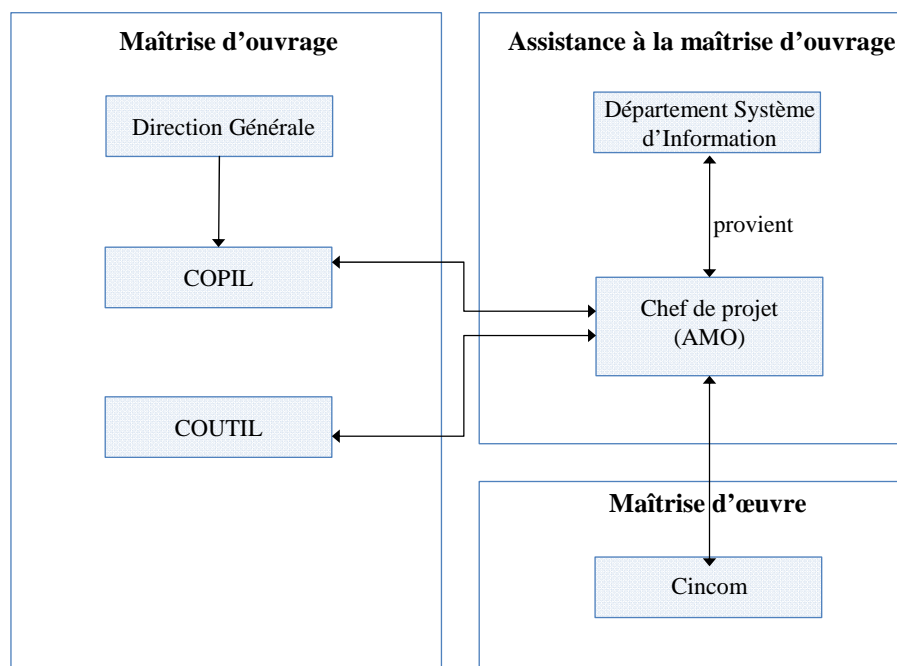 Maîtrise d’ouvrage
Direction Générale
COPIL
COUTIL
Assistance à la maîtrise d’ouvrage
Département Système
d’Information
provient
Chef de projet
(AMO)
Maîtrise d’œuvre
Cincom